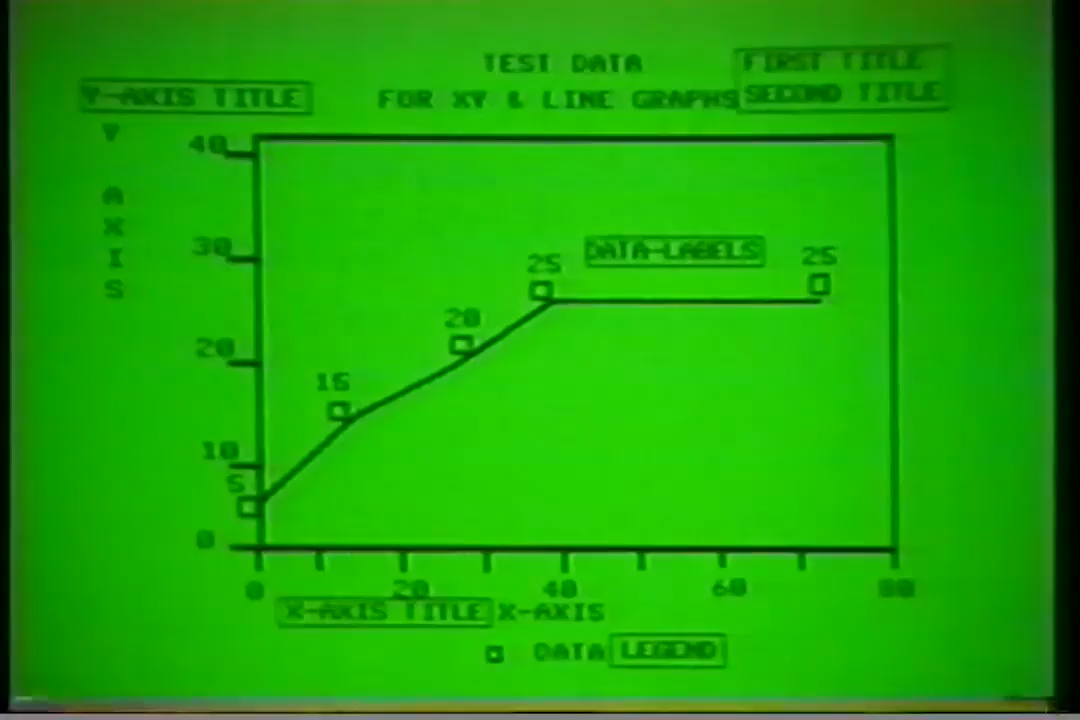 TEST DATA
FIRST TITLE
Y-AXIS TITLE
FOR XY & LINE GRAPHS
SECOND TITLE
Y AXIS
40
30
20
10
0
5
15
20
25
DATA-LABELS
25
0
20
40
60
80
X-AXIS TITLE
X-AXIS
DATA
LEGEND